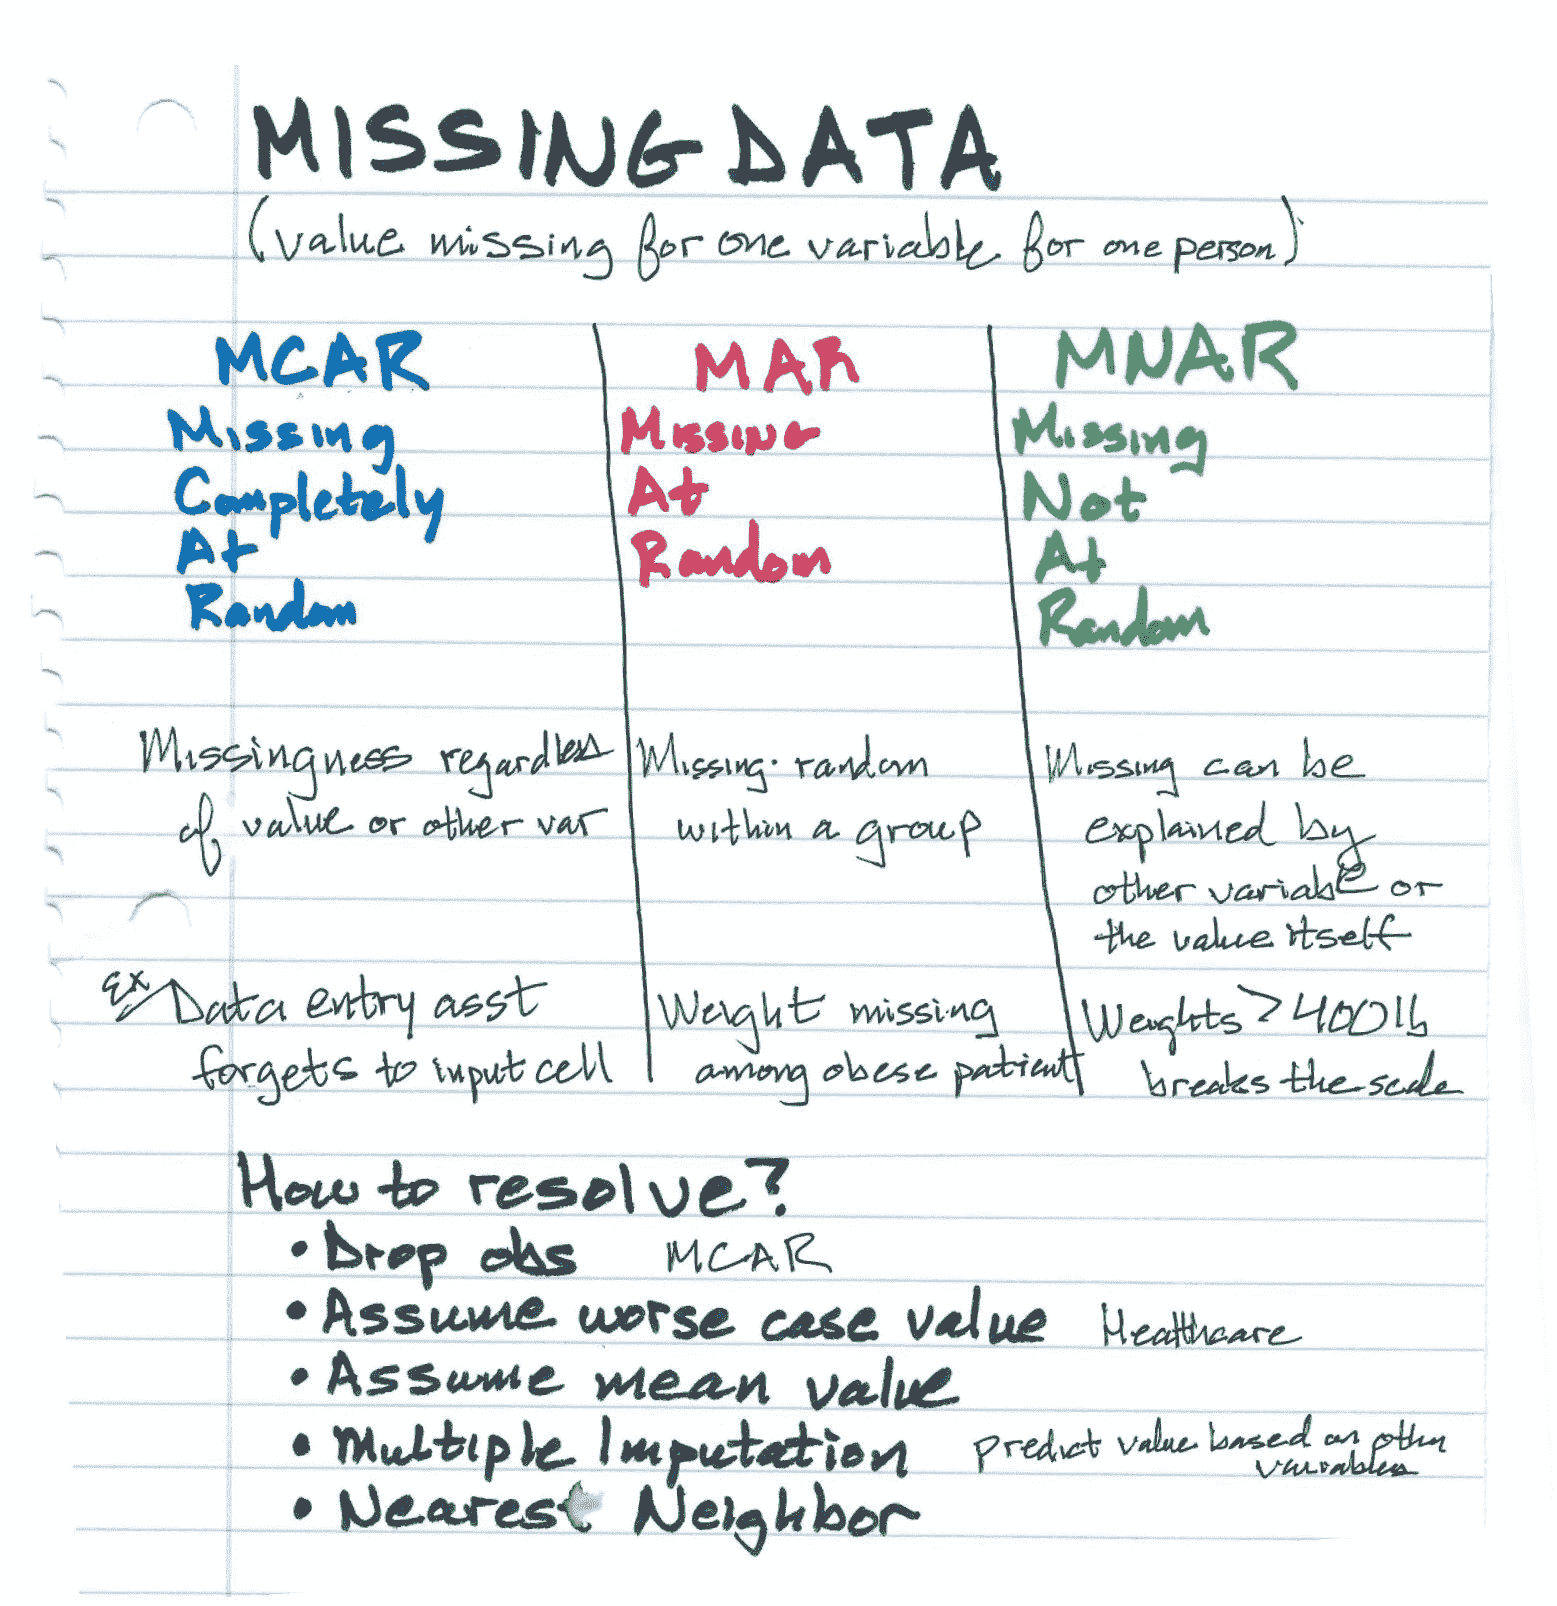 MISSING DATA
(value missing for one variable for one person)
MCAR
Missing
Completely
At
Random
Missingness regardless
of value or other var
Ex Data entry asst
forgets to input cell
MAR
Missing
At
Random
Missing random
within a group
Weight missing
among obese patient
MNAR
Missing
Not
At
Random
Missing can be
explained by
other variable or
the value itself
Weights > 400 lb
breaks the scale
How to resolve?
• Drop obs MCAR
• Assume worse case value Healthcare
• Assume mean value
• Multiple Imputation predict value based on other
variables
• Nearest Neighbor